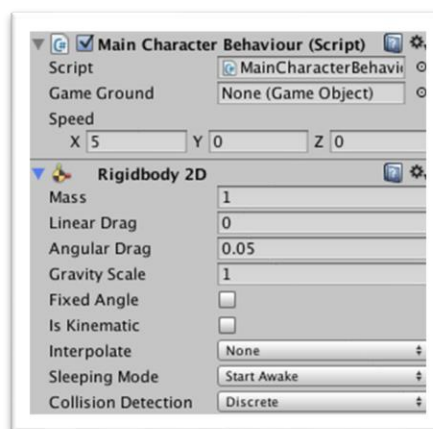 Main Character Behaviour (Script)
Script MainCharacterBehavi
Game Ground None (Game Object)
Speed
X 5 Y 0 Z 0
Rigidbody 2D
Mass 1
Linear Drag 0
Angular Drag 0.05
Gravity Scale 1
Fixed Angle
Is Kinematic
Interpolate None
Sleeping Mode Start Awake
Collision Detection Discrete